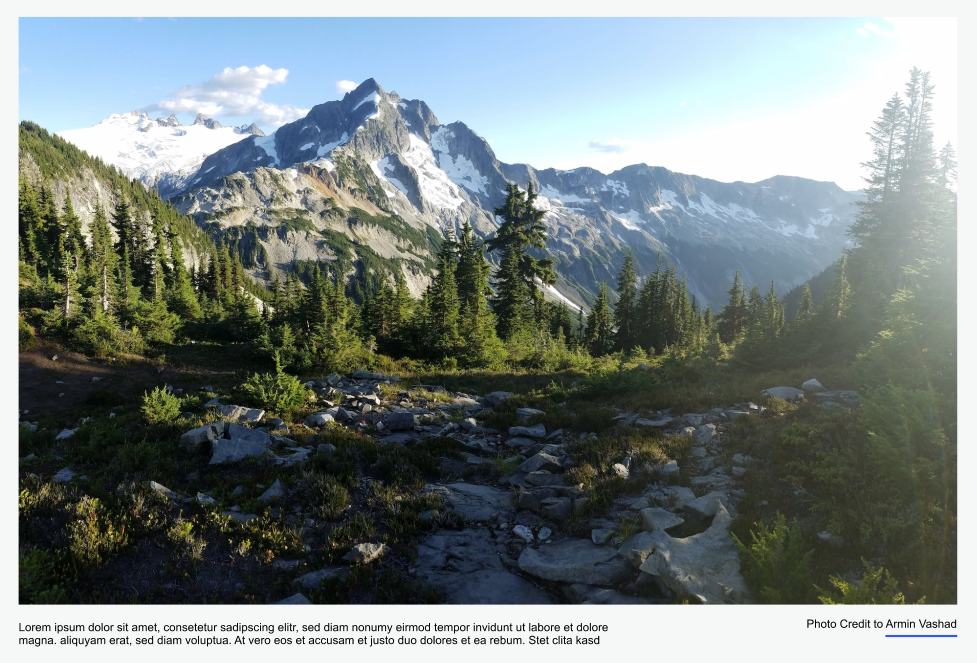 Lorem ipsum dolor sit amet, consetetur sadipscing elitr, sed diam nonumy eirmod tempor invidunt ut labore et dolore
magna. aliquyam erat, sed diam voluptua. At vero eos et accusam et justo duo dolores et ea rebum. Stet clita kasd
Photo Credit to Armin Vashad